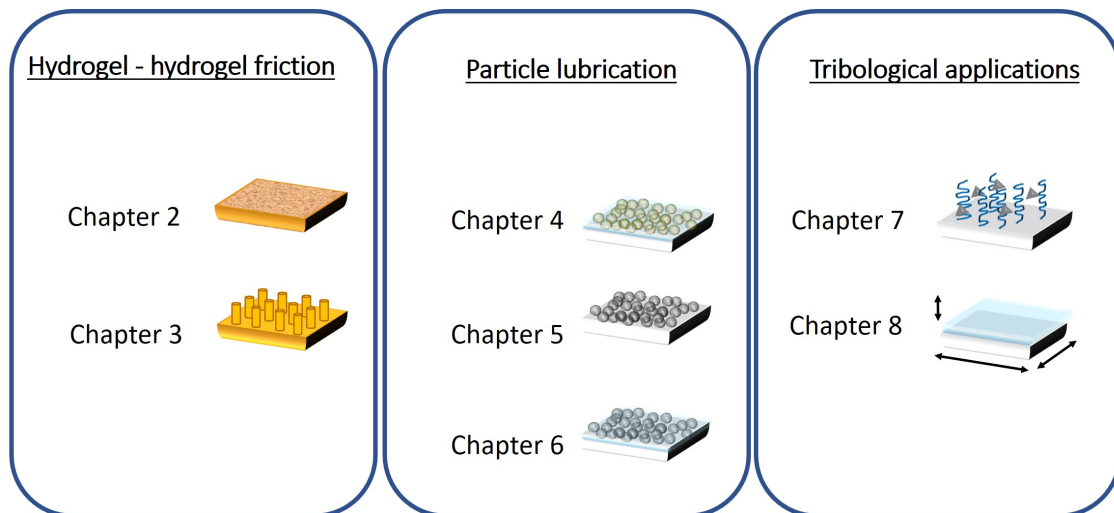 Hydrogel - hydrogel friction
Chapter 2
Chapter 3
Particle lubrication
Chapter 4
Chapter 5
Chapter 6
Tribological applications
Chapter 7
Chapter 8